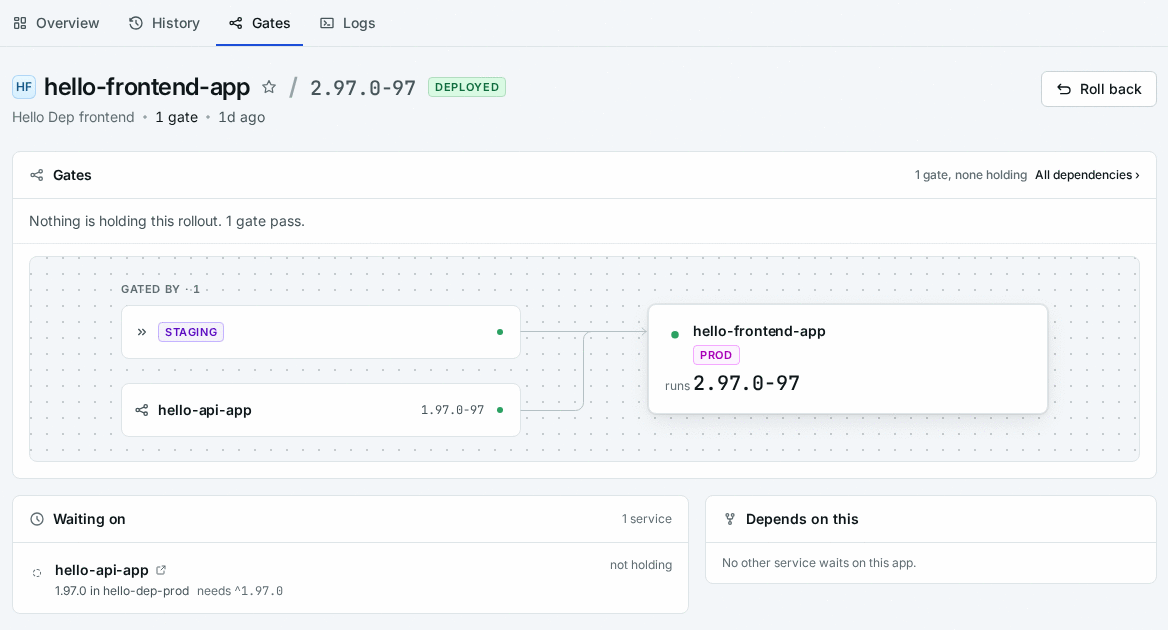 Overview History Gates Logs
HF hello-frontend-app / 2.97.0-97 DEPLOYED
Roll back
Hello Dep frontend • 1 gate • 1d ago
Gates
1 gate, none holding All dependencies ›
Nothing is holding this rollout. 1 gate pass.
GATED BY · 1
STAGING
hello-api-app 1.97.0-97
hello-frontend-app
PROD
runs 2.97.0-97
Waiting on 1 service
hello-api-app not holding
1.97.0 in hello-dep-prod needs ^1.97.0
Depends on this
No other service waits on this app.